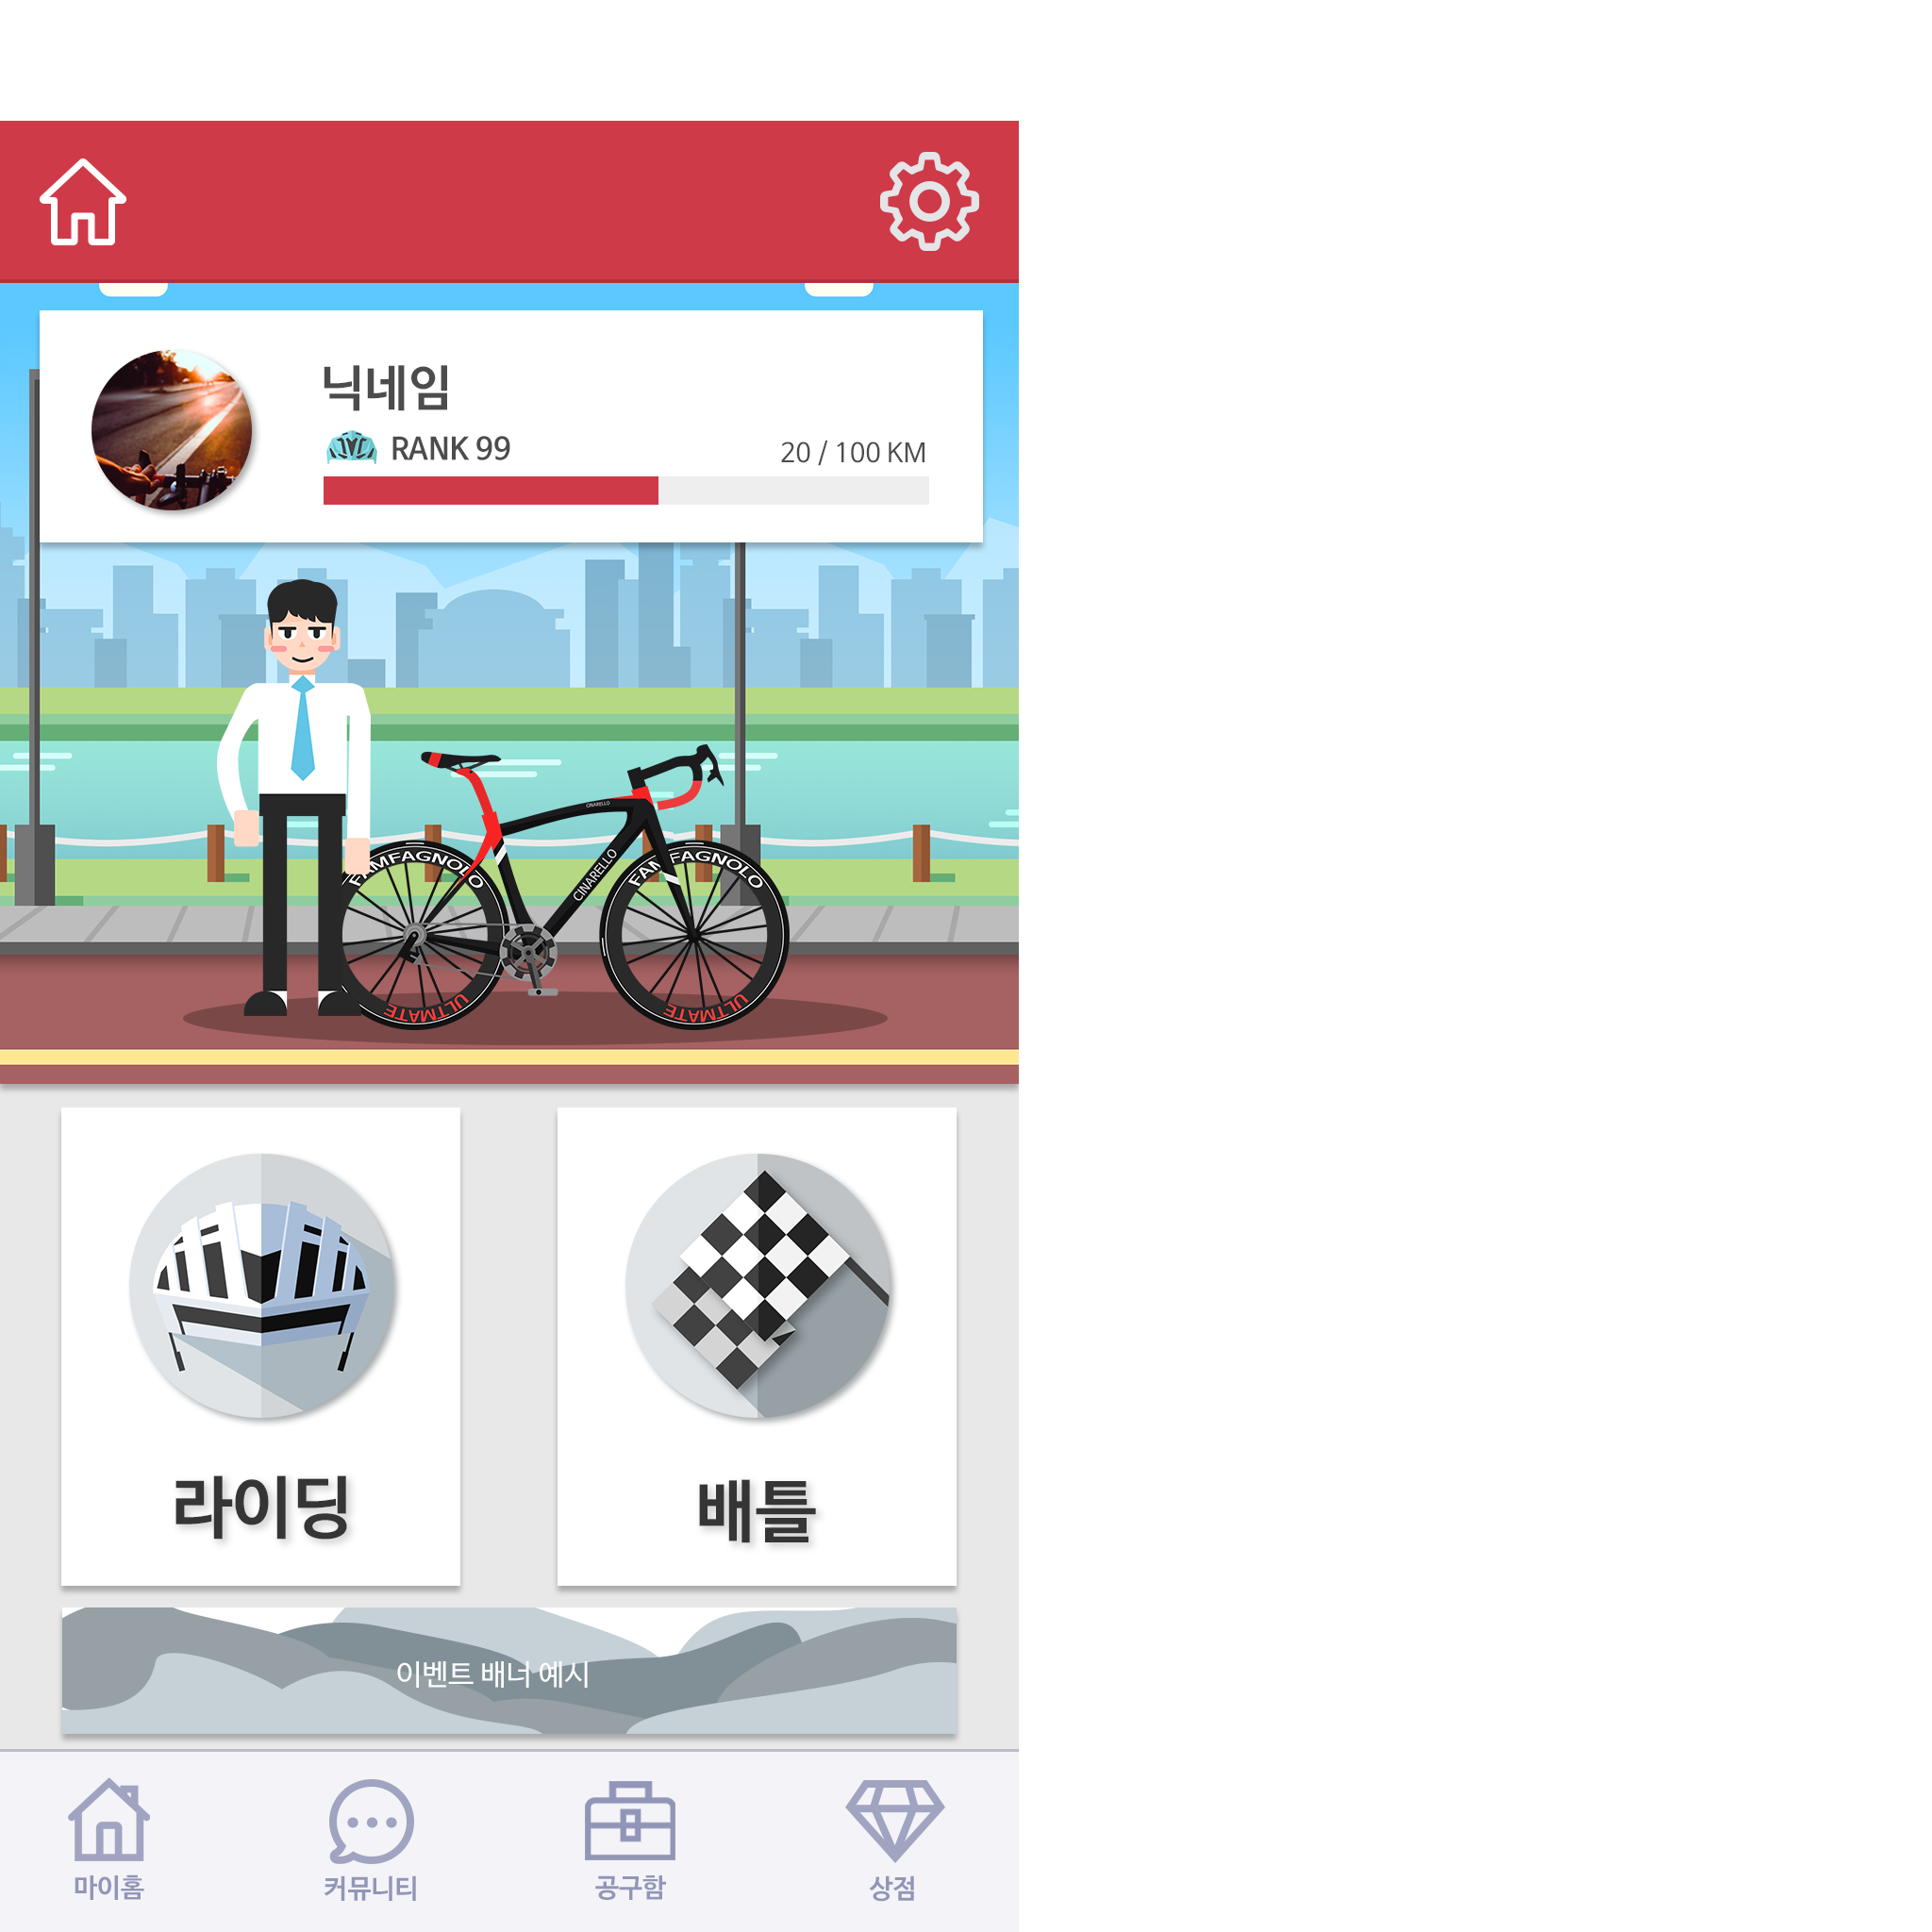 닉네임
RANK 99
20 / 100 KM
CINARELLO
CINARELLO
FAMFAGNOLO
FAMFAGNOLO
ULTIMATE
ULTIMATE
라이딩
배틀
이벤트 배너 예시
마이홈
커뮤니티
공구함
상점